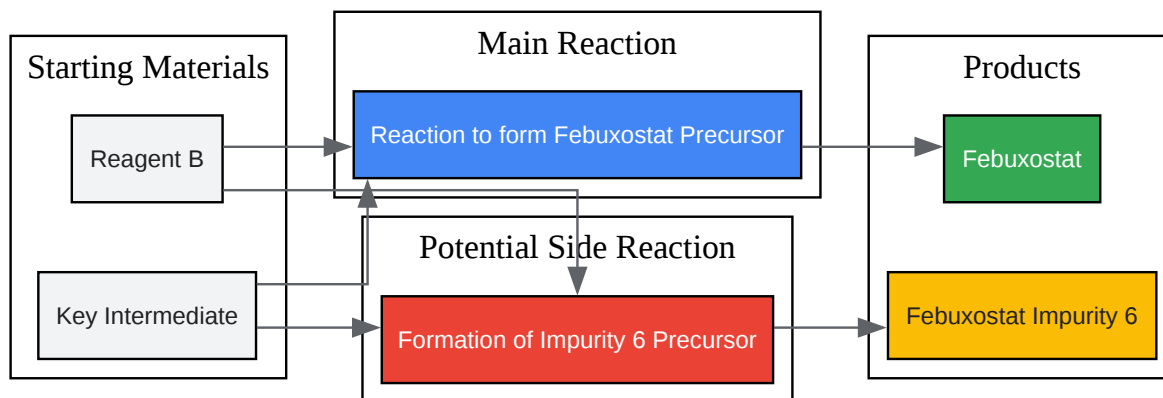 Starting Materials
Reagent B
Key Intermediate
Main Reaction
Reaction to form Febuxostat Precursor
Potential Side Reaction
Formation of Impurity 6 Precursor
Products
Febuxostat
Febuxostat Impurity 6